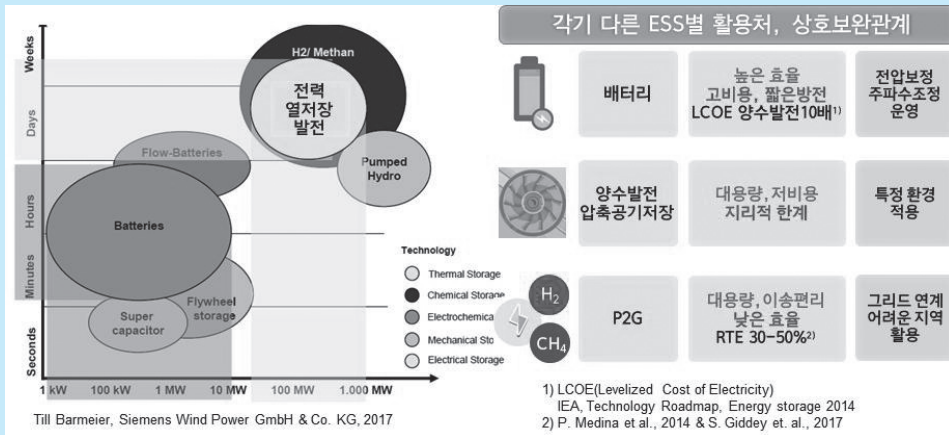 Weeks
Days
Hours
Minutes
Seconds
H2/ Methan
전력
열저장
발전
Flow-Batteries
Pumped
Hydro
Batteries
Flywheel
storage
Super
capacitor
Technology
Thermal Storage
Chemical Storage
Electrochemica
Mechanical Sto
Electrical Storage
1 kW
100 kW
1 MW
10 MW
100 MW
1.000 MW
Till Barmeier, Siemens Wind Power GmbH & Co. KG, 2017
각기 다른 ESS별 활용처, 상호보완관계
배터리
높은 효율
고비용, 짧은방전
LCOE 양수발전10배1)
전압보정
주파수조정
운영
양수발전
압축공기저장
대용량, 저비용
지리적 한계
특정 환경
적용
H2
CH4
P2G
대용량, 이송편리
낮은 효율
RTE 30-50%2)
그리드 연계
어려운 지역
활용
1) LCOE(Levelized Cost of Electricity)
IEA, Technology Roadmap, Energy storage 2014
2) P. Medina et al., 2014 & S. Giddey et. al., 2017